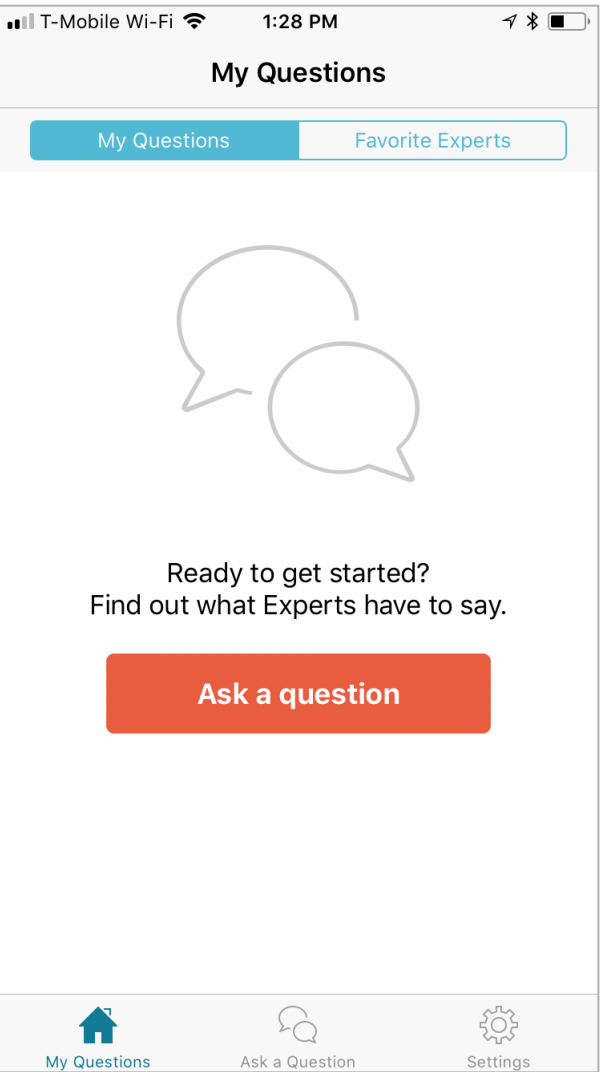 T-Mobile Wi-Fi 1:28 PM
My Questions
My Questions Favorite Experts
Ready to get started?
Find out what Experts have to say.
Ask a question
My Questions Ask a Question Settings